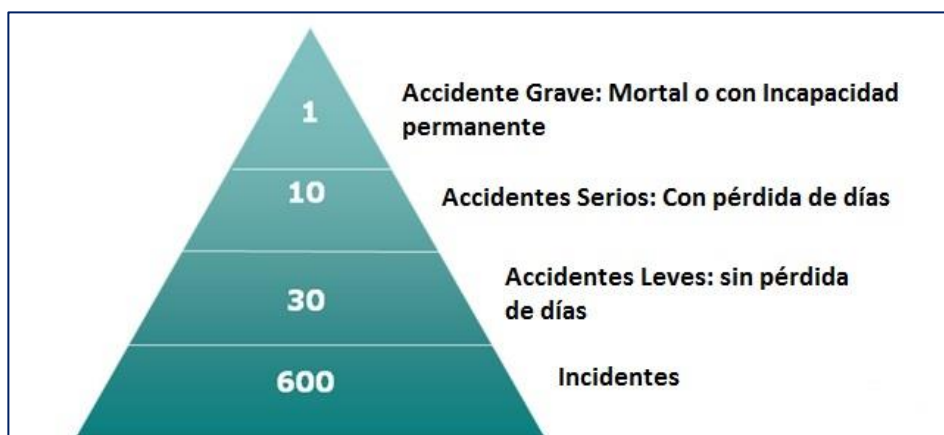 1
Accidente Grave: Mortal o con Incapacidad
permanente
10
Accidentes Serios: Con pérdida de días
30
Accidentes Leves: sin pérdida
de días
600
Incidentes